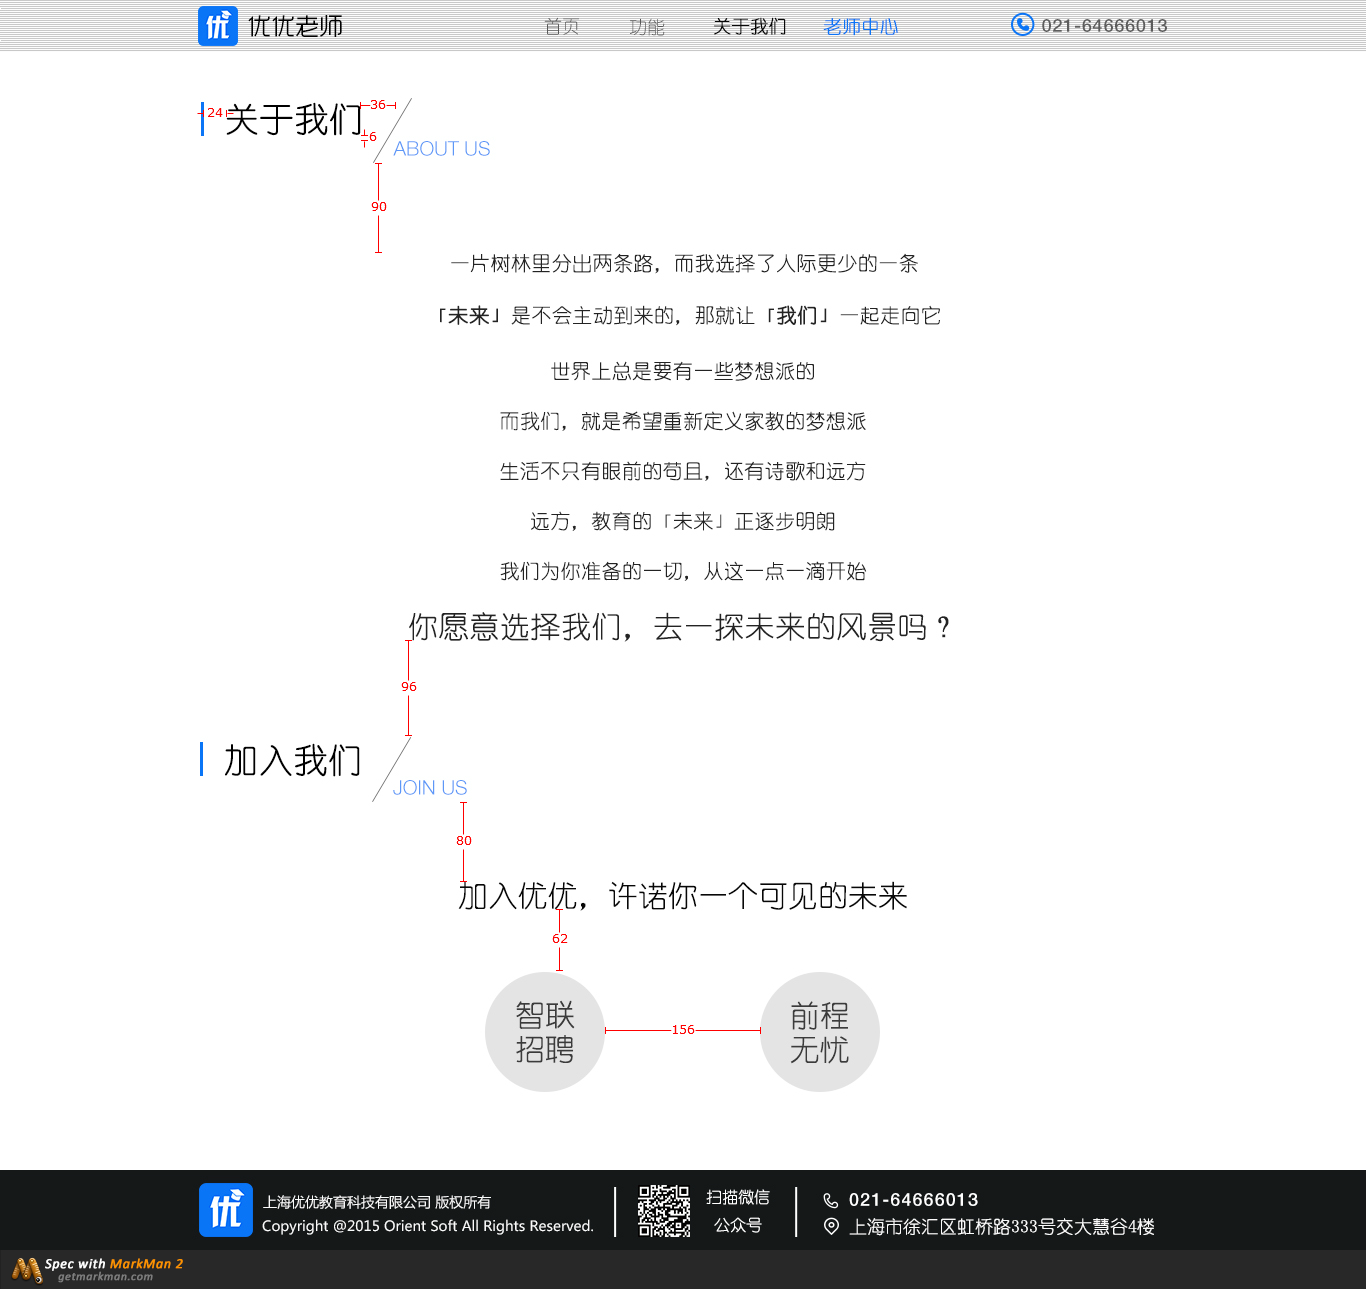 优 优优老师 首页 功能 关于我们 老师中心 021-64666013
24 关于我们 36
6 ABOUT US
90
一片树林里分出两条路，而我选择了人际更少的一条
「未来」是不会主动到来的，那就让「我们」一起走向它
世界上总是要有一些梦想派的
而我们，就是希望重新定义家教的梦想派
生活不只有眼前的苟且，还有诗歌和远方
远方，教育的「未来」正逐步明朗
我们为你准备的一切，从这一点一滴开始
你愿意选择我们，去一探未来的风景吗？
96
加入我们
JOIN US
80
加入优优，许诺你一个可见的未来
62
智联 前程
156
招聘 无忧
优 上海优优教育科技有限公司 版权所有 扫描微信 021-64666013
Copyright @2015 Orient Soft All Rights Reserved. 公众号 上海市徐汇区虹桥路333号交大慧谷4楼
Spec with MarkMan 2
getmarkman.com